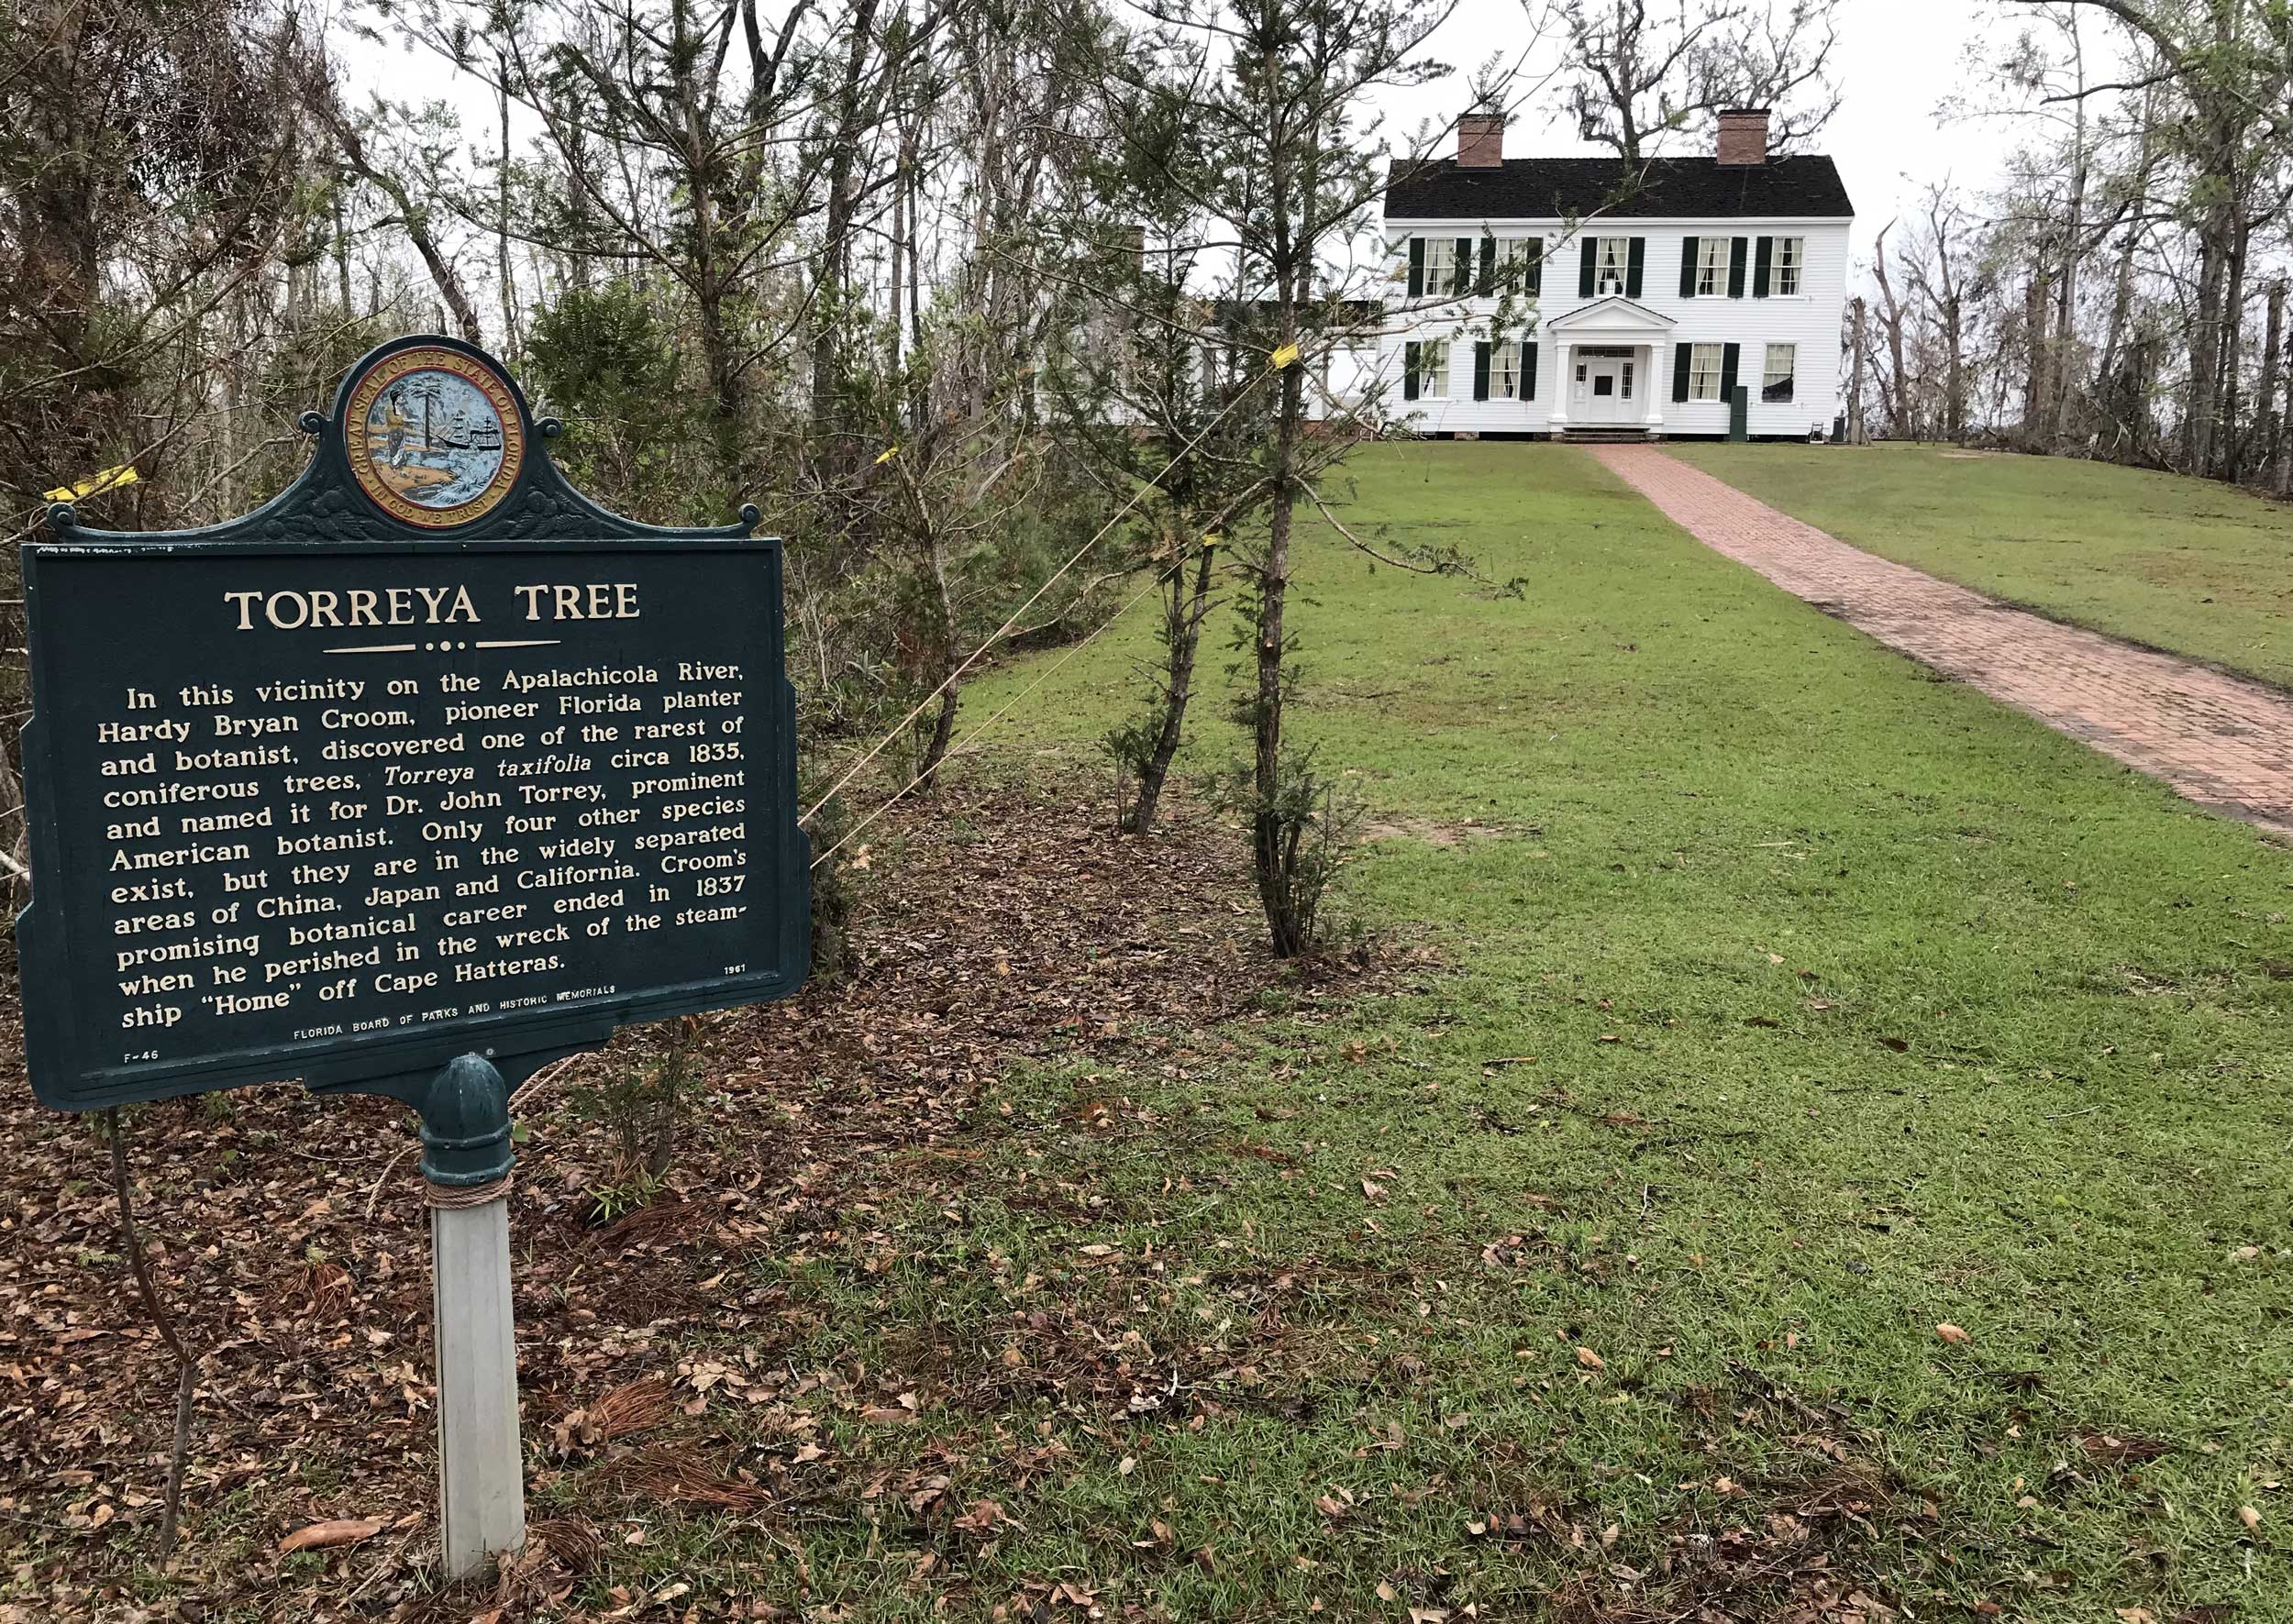 GREAT SEAL OF THE STATE OF FLORIDA
IN GOD WE TRUST
TORREYA TREE
In this vicinity on the Apalachicola River,
Hardy Bryan Croom, pioneer Florida planter
and botanist, discovered one of the rarest of
coniferous trees, Torreya taxifolia circa 1835,
and named it for Dr. John Torrey, prominent
American botanist. Only four other species
exist, but they are in the widely separated
areas of China, Japan and California. Croom's
promising botanical career ended in 1837
when he perished in the wreck of the steam-
ship "Home" off Cape Hatteras.
1961
FLORIDA BOARD OF PARKS AND HISTORIC MEMORIALS
F-46